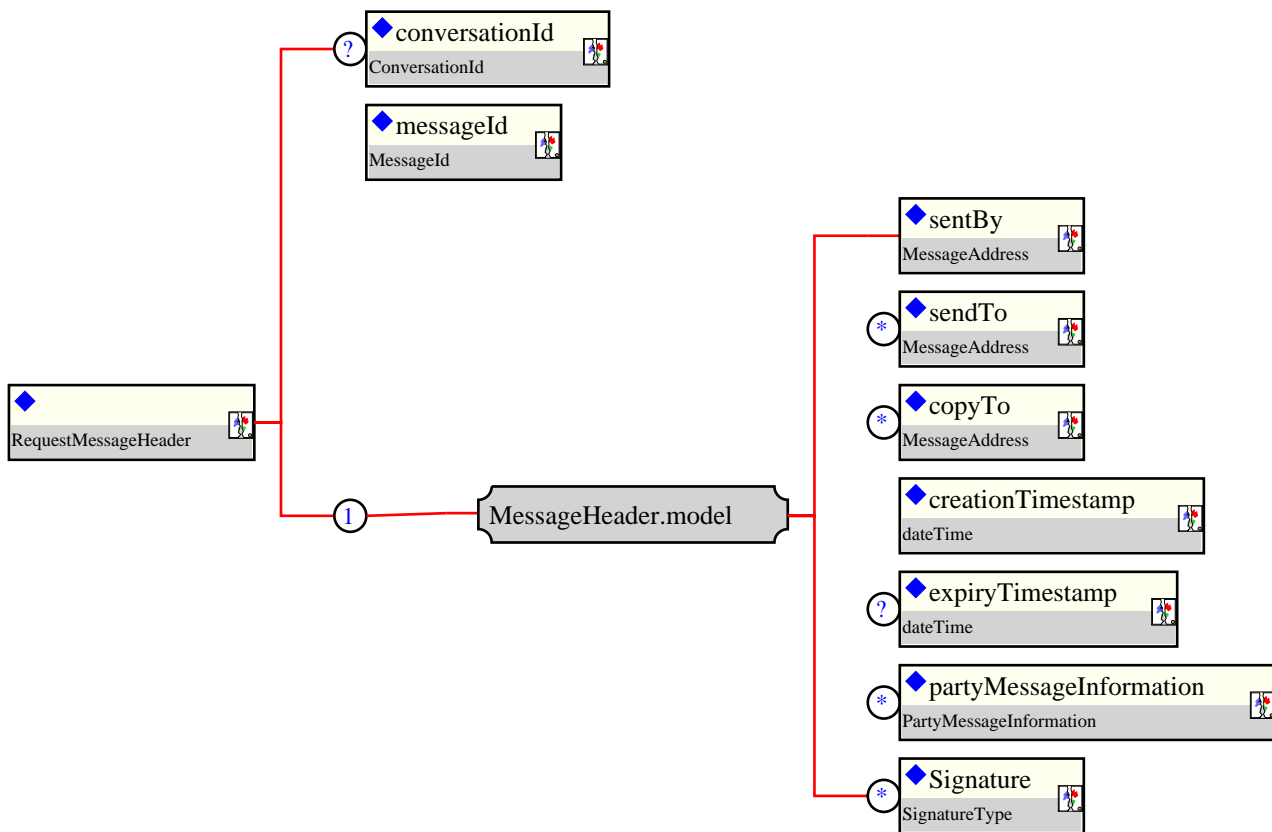 ?
conversationId
ConversationId
messageId
MessageId
sentBy
MessageAddress
*
sendTo
MessageAddress
RequestMessageHeader
*
copyTo
MessageAddress
1
MessageHeader.model
creationTimestamp
dateTime
?
expiryTimestamp
dateTime
*
partyMessageInformation
PartyMessageInformation
*
Signature
SignatureType